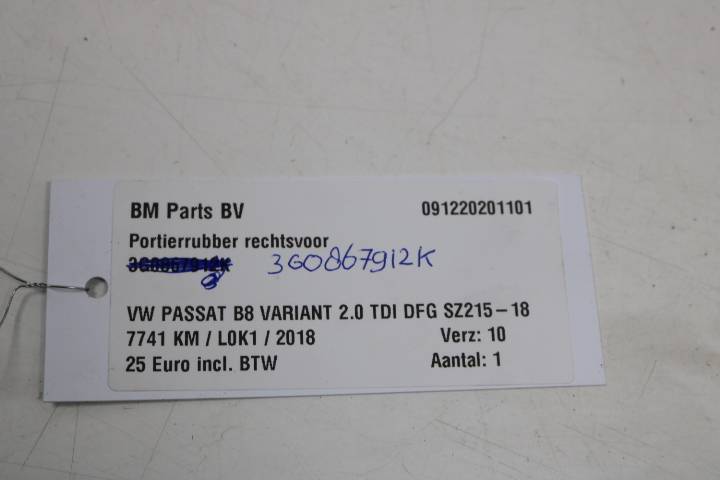 BM Parts BV 091220201101
Portierrubber rechtsvoor
3G0867912K 3G0867912K
VW PASSAT B8 VARIANT 2.0 TDI DFG SZ215-18
7741 KM / L0K1 / 2018 Verz: 10
25 Euro incl. BTW Aantal: 1